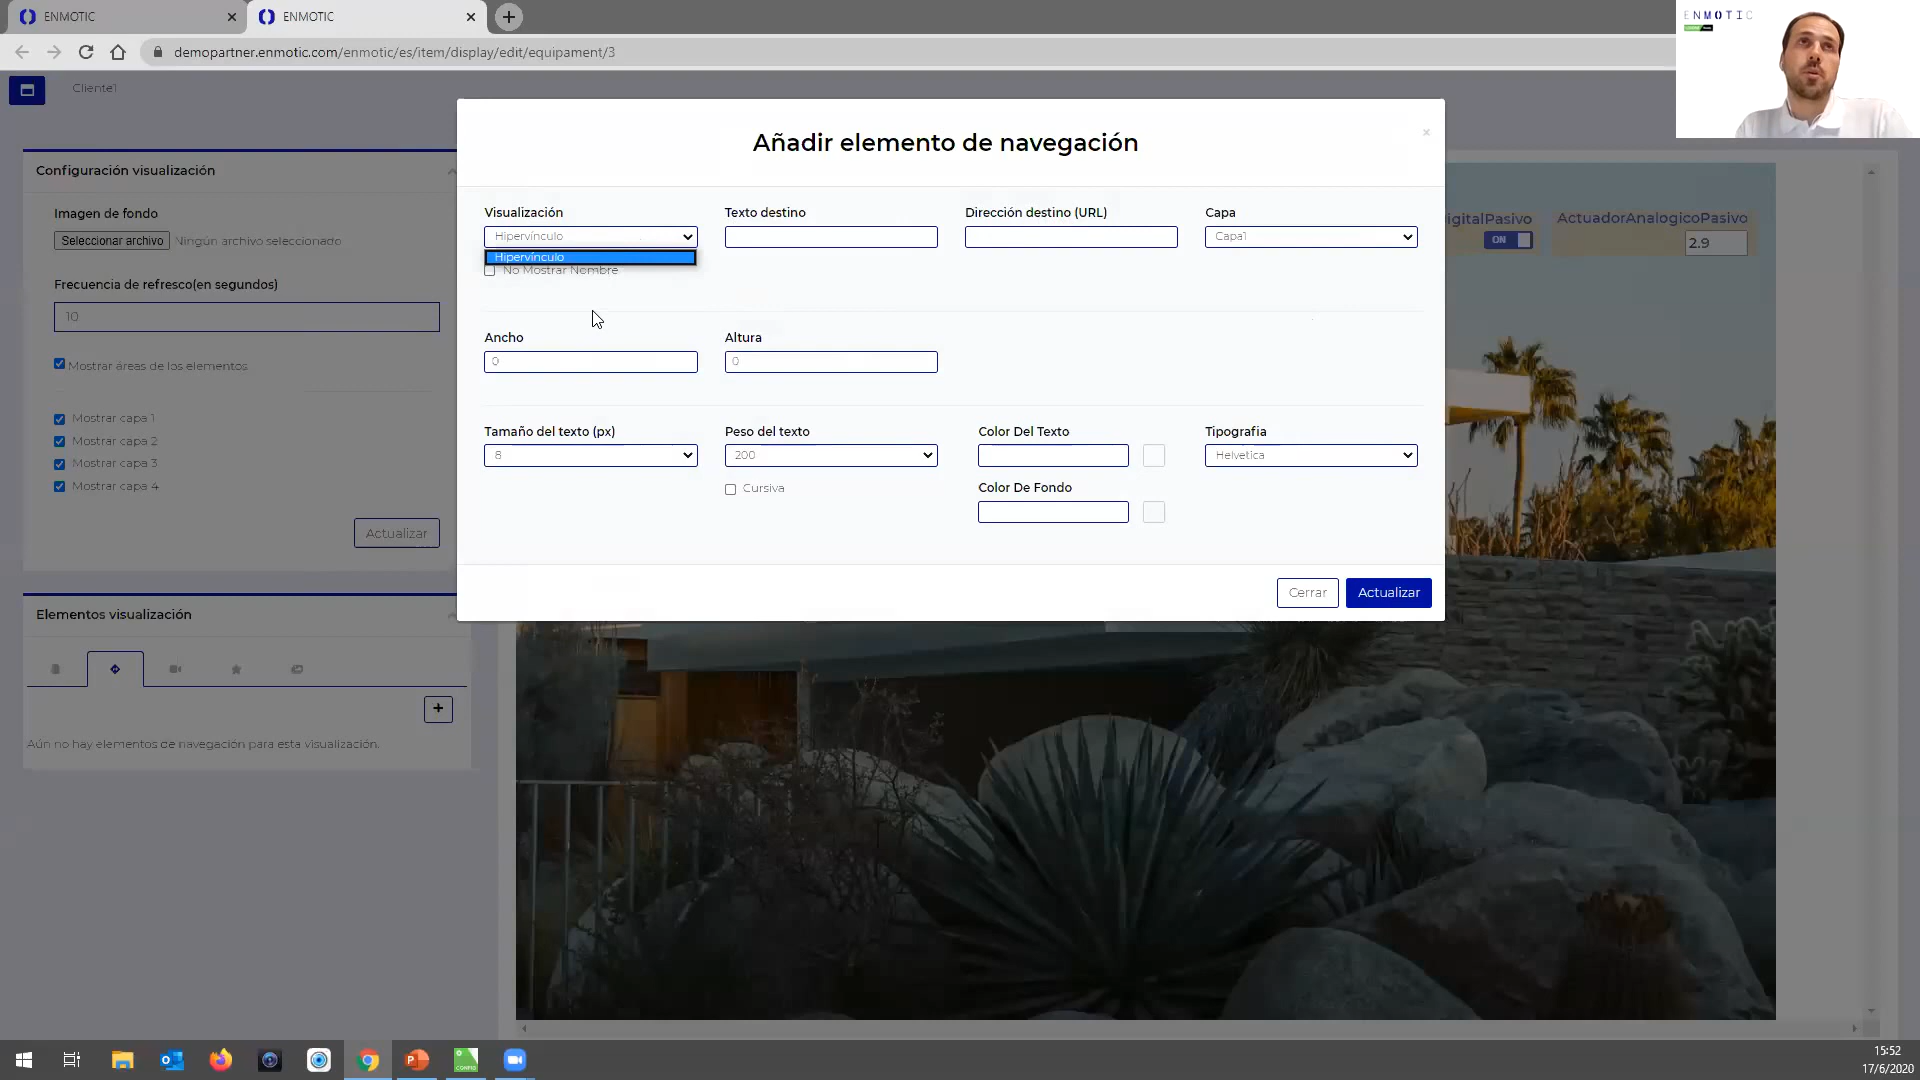 ENMOTIC
ENMOTIC
ENMOTIC
demopartner.enmotic.com/enmotic/es/item/display/edit/equipament/3
Cliente1
Configuración visualización
Imagen de fondo
Seleccionar archivo Ningún archivo seleccionado
Frecuencia de refresco(en segundos)
10
Mostrar áreas de los elementos
Mostrar capa 1
Mostrar capa 2
Mostrar capa 3
Mostrar capa 4
Actualizar
Elementos visualización
Aún no hay elementos de navegación para esta visualización.
Añadir elemento de navegación
Visualización Texto destino Dirección destino (URL) Capa
Hipervínculo Capa1
Hipervínculo
No Mostrar Nombre
Ancho Altura
0 0
Tamaño del texto (px) Peso del texto Color Del Texto Tipografia
8 200 Helvetica
Cursiva Color De Fondo
Cerrar Actualizar
igitalPasivo ActuadorAnalogicoPasivo
ON 2.9
CONFIG
15:52
17/6/2020